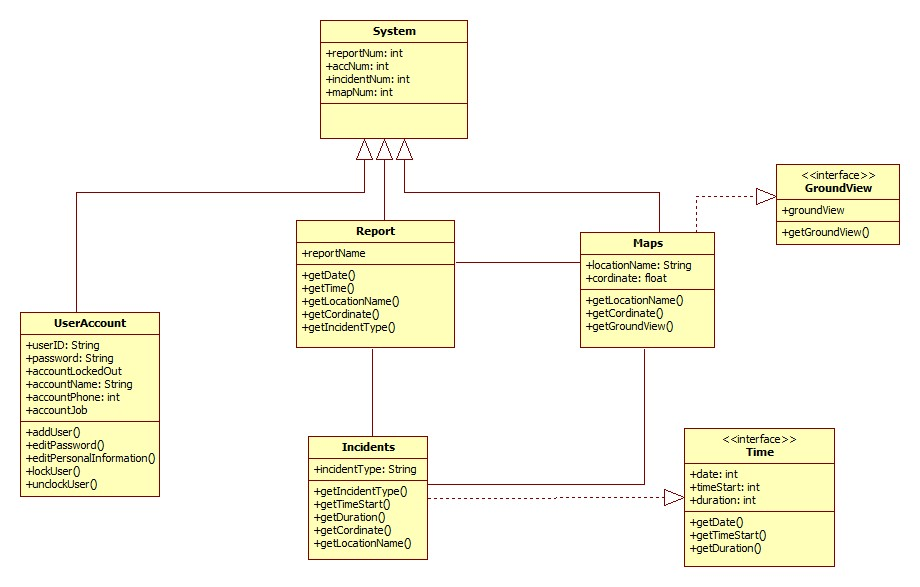 System
+reportNum: int
+accNum: int
+incidentNum: int
+mapNum: int
<<interface>>
GroundView
+groundView
+getGroundView()
Report
+reportName
+getDate()
+getTime()
+getLocationName()
+getCordinate()
+getIncidentType()
Maps
+locationName: String
+cordinate: float
+getLocationName()
+getCordinate()
+getGroundView()
UserAccount
+userID: String
+password: String
+accountLockedOut
+accountName: String
+accountPhone: int
+accountJob
+addUser()
+editPassword()
+editPersonalInformation()
+lockUser()
+unclockUser()
Incidents
+incidentType: String
+getIncidentType()
+getTimeStart()
+getDuration()
+getCordinate()
+getLocationName()
<<interface>>
Time
+date: int
+timeStart: int
+duration: int
+getDate()
+getTimeStart()
+getDuration()